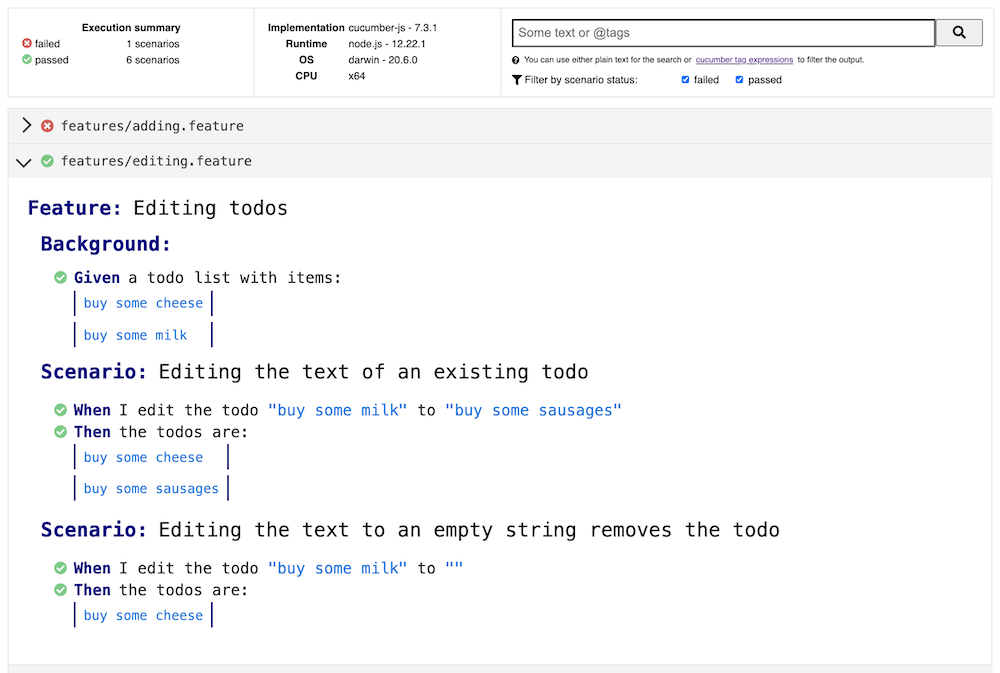 Execution summary
failed 1 scenarios
passed 6 scenarios
Implementation cucumber-js - 7.3.1
Runtime node.js - 12.22.1
OS darwin - 20.6.0
CPU x64
Some text or @tags
You can use either plain text for the search or cucumber tag expressions to filter the output.
Filter by scenario status: failed passed
features/adding.feature
features/editing.feature
Feature: Editing todos
Background:
Given a todo list with items:
buy some cheese
buy some milk
Scenario: Editing the text of an existing todo
When I edit the todo "buy some milk" to "buy some sausages"
Then the todos are:
buy some cheese
buy some sausages
Scenario: Editing the text to an empty string removes the todo
When I edit the todo "buy some milk" to ""
Then the todos are:
buy some cheese